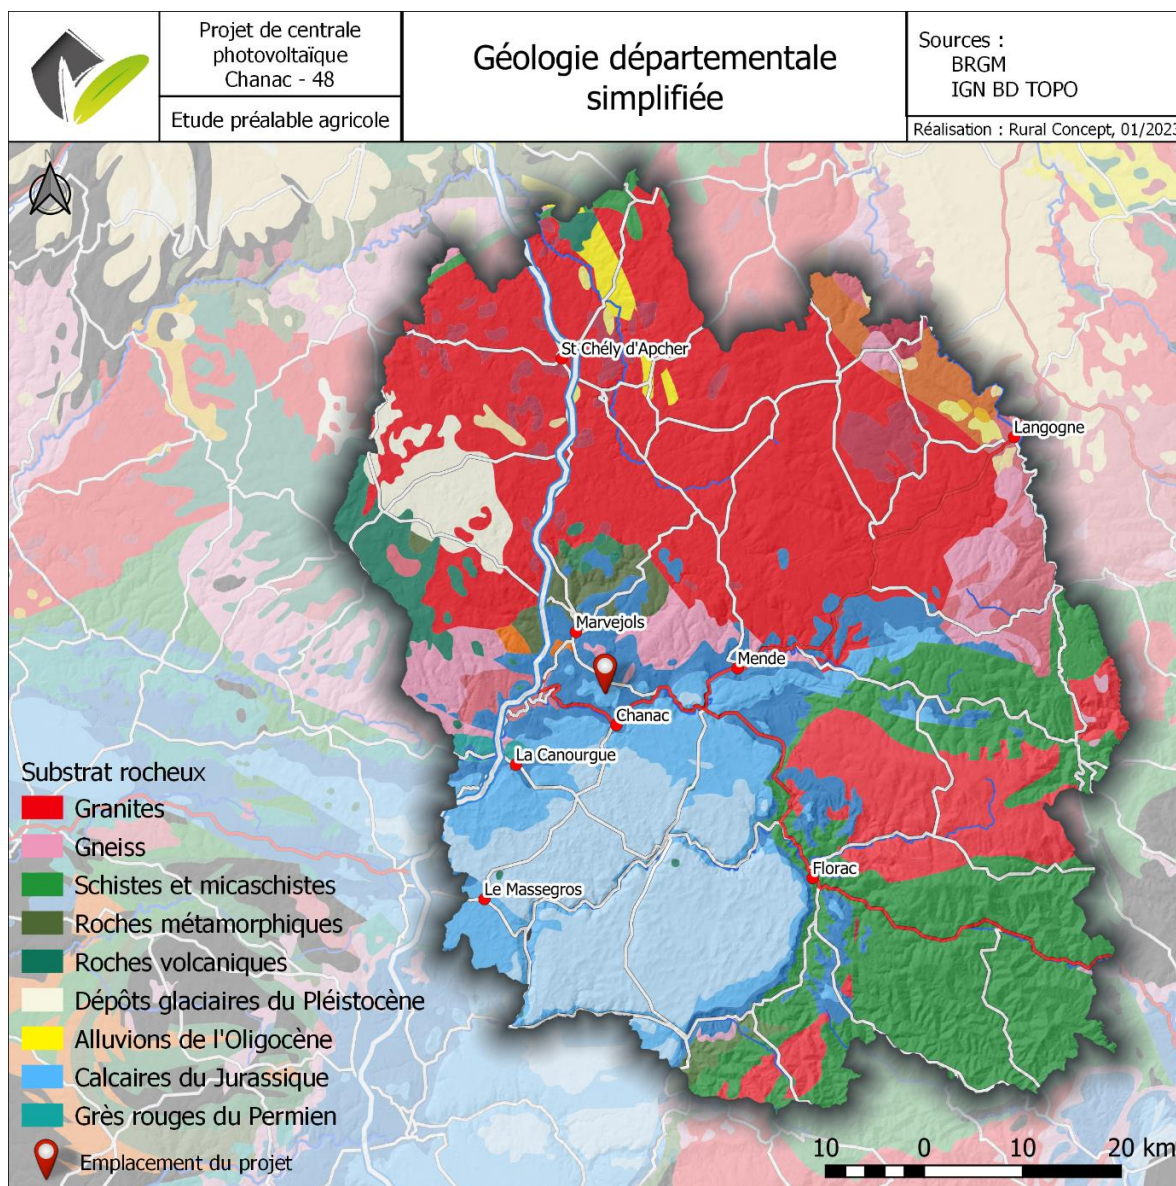 Projet de centrale
photovoltaïque
Chanac - 48
Etude préalable agricole
Géologie départementale
simplifiée
Sources :
BRGM
IGN BD TOPO
Réalisation : Rural Concept, 01/2023
N
St Chély d'Apcher
Langogne
Marvejols
Mende
Chanac
La Canourgue
Le Massegros
Florac
Substrat rocheux
Granites
Gneiss
Schistes et micaschistes
Roches métamorphiques
Roches volcaniques
Dépôts glaciaires du Pléistocène
Alluvions de l'Oligocène
Calcaires du Jurassique
Grès rouges du Permien
Emplacement du projet
10 0 10 20 km